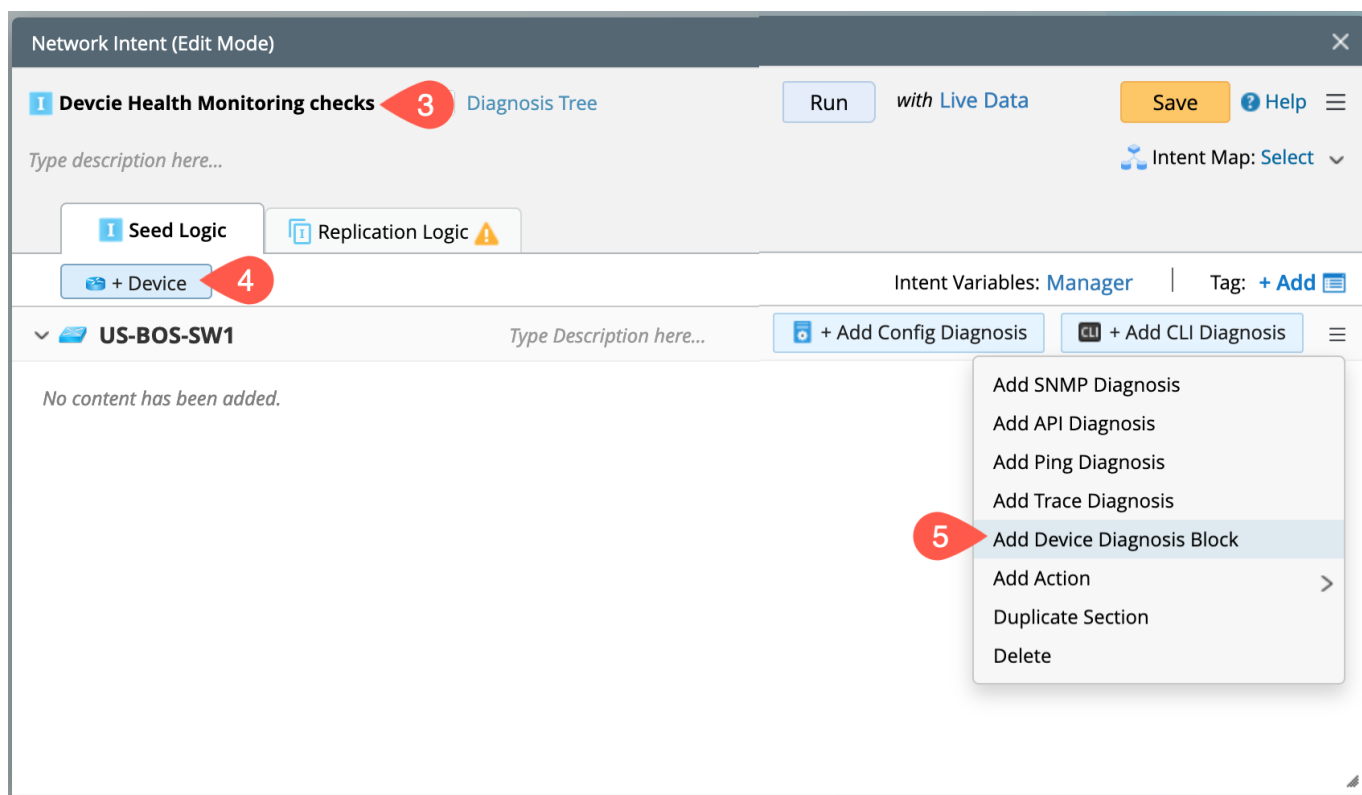 Network Intent (Edit Mode)
I Devcie Health Monitoring checks 3 Diagnosis Tree Run with Live Data Save ? Help
Type description here... Intent Map: Select
I Seed Logic I Replication Logic !
+ Device 4 Intent Variables: Manager | Tag: + Add
US-BOS-SW1 Type Description here... + Add Config Diagnosis CLI + Add CLI Diagnosis
No content has been added.
Add SNMP Diagnosis
Add API Diagnosis
Add Ping Diagnosis
Add Trace Diagnosis
5 Add Device Diagnosis Block
Add Action
Duplicate Section
Delete